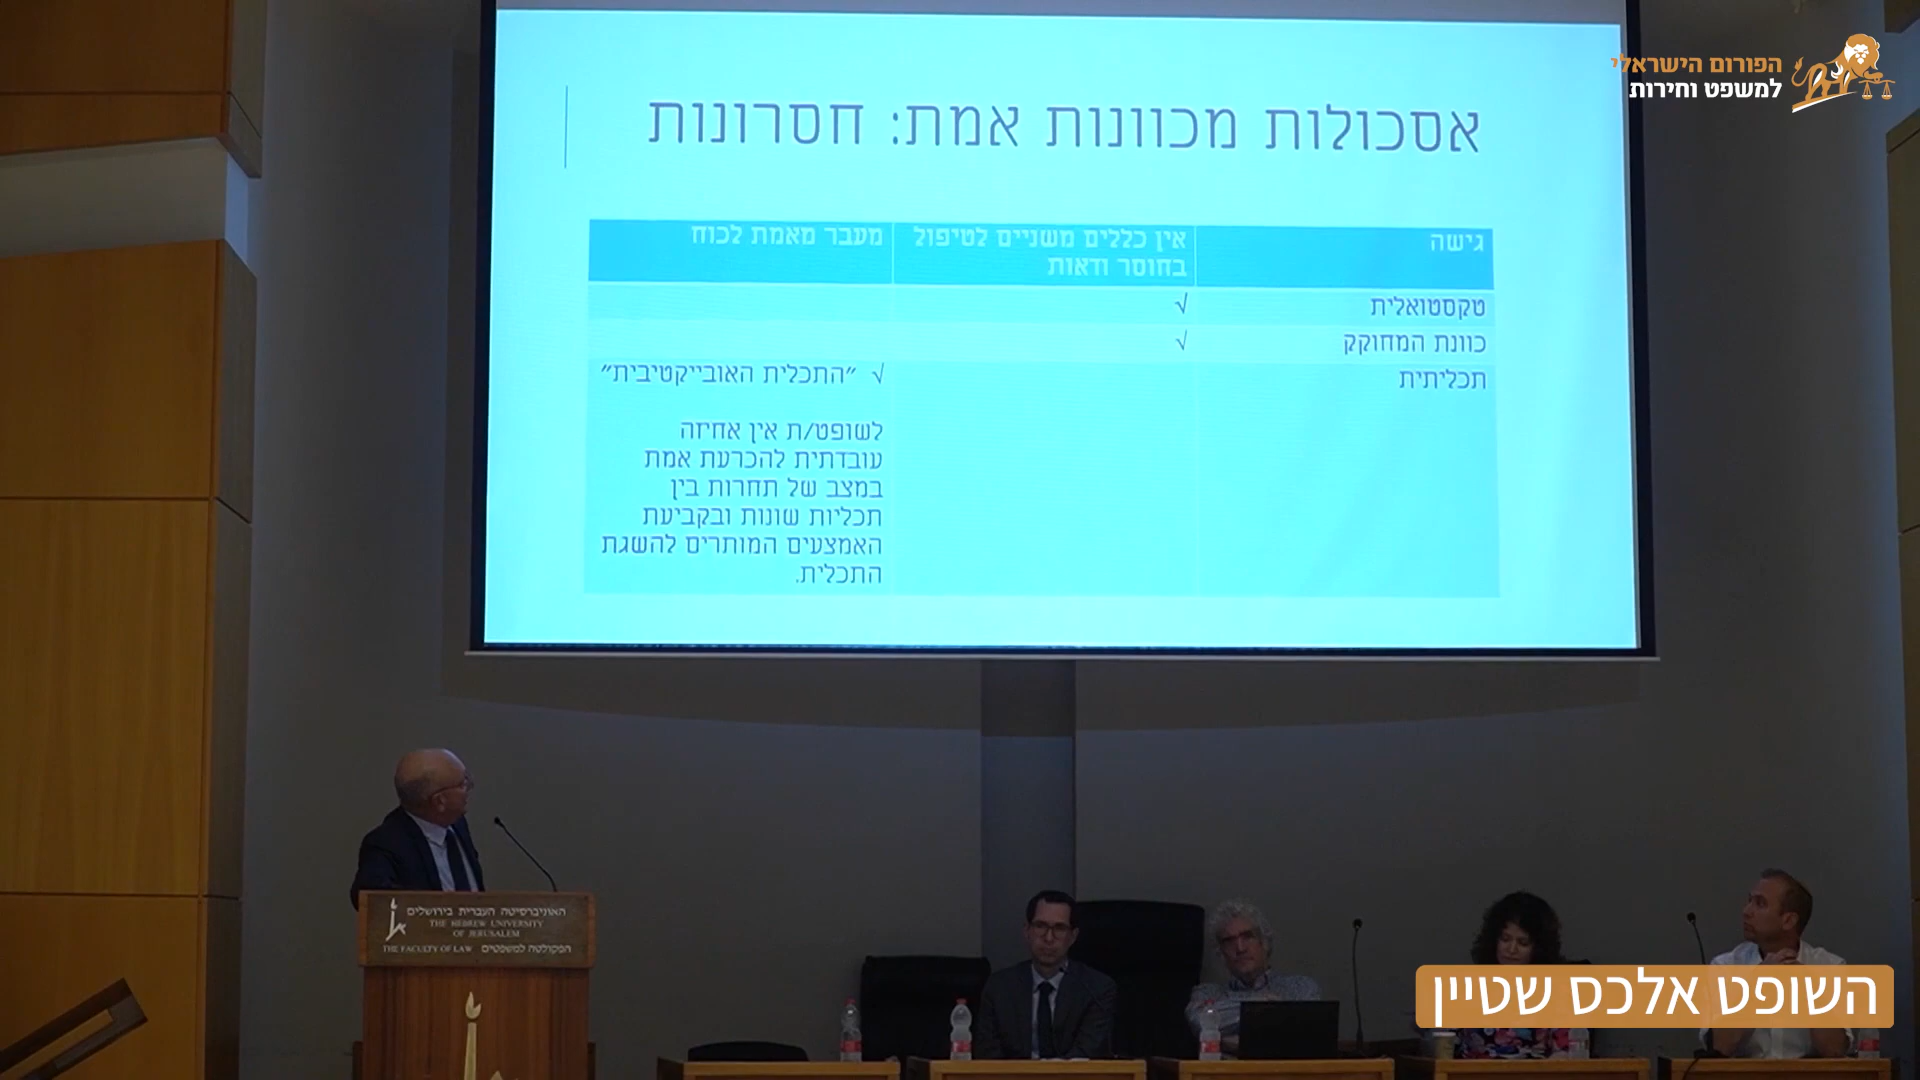 הפורום הישראלי
למשפט וחירות
אסכולות מכוונות אמת: חסרונות
גישה
אין כללים משניים לטיפול
בחוסר ודאות
מעבר מאמת לכוח
טקסטואלית
√
כוונת המחוקק
√
תכליתית
√ "התכלית האובייקטיבית"
לשופט/ת אין אחיזה
עובדתית להכרעת אמת
במצב של תחרות בין
תכליות שונות ובקביעת
האמצעים המותרים להשגת
התכלית.
האוניברסיטה העברית בירושלים
THE HEBREW UNIVERSITY
OF JERUSALEM
THE FACULTY OF LAW הפקולטה למשפטים
השופט אלכס שטיין